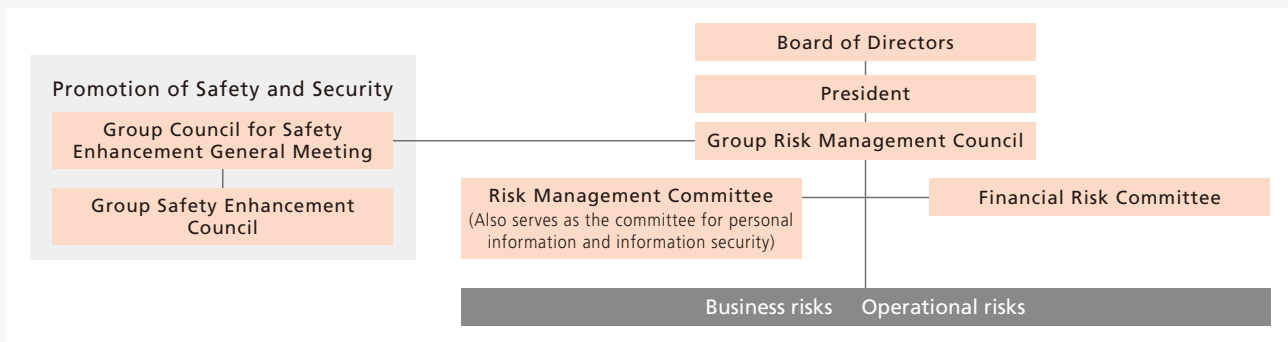 Board of Directors
President
Group Risk Management Council
Promotion of Safety and Security
Group Council for Safety
Enhancement General Meeting
Group Safety Enhancement
Council
Risk Management Committee
(Also serves as the committee for personal
information and information security)
Financial Risk Committee
Business risks Operational risks